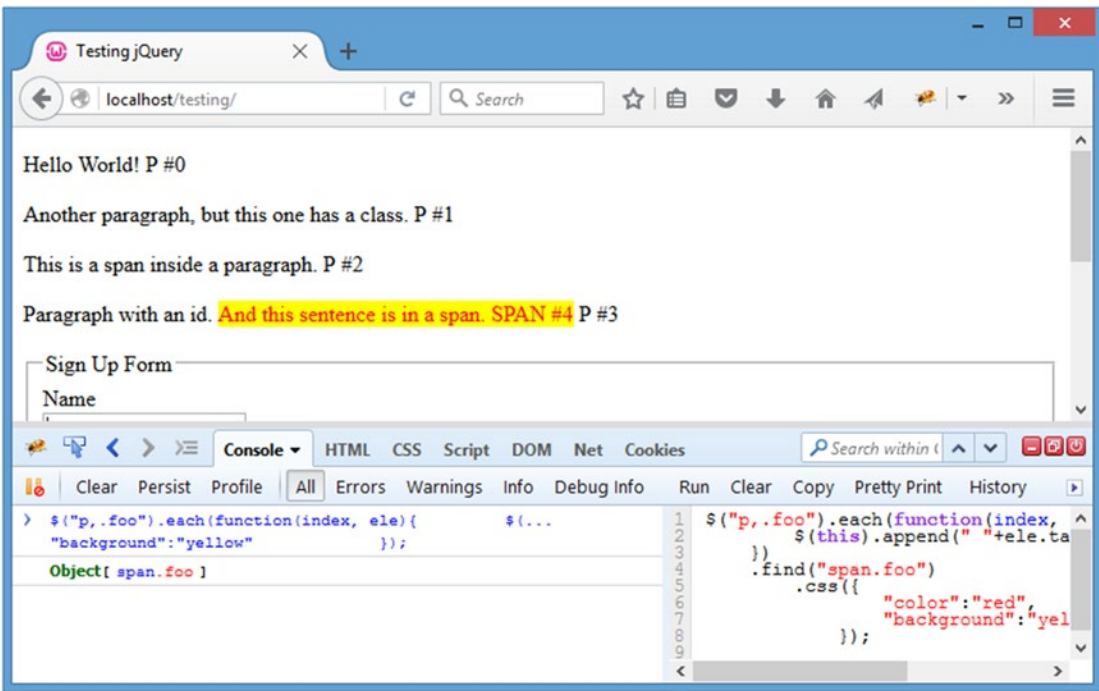 Testing jQuery
localhost/testing/
Search
Hello World! P #0
Another paragraph, but this one has a class. P #1
This is a span inside a paragraph. P #2
Paragraph with an id. And this sentence is in a span. SPAN #4 P #3
Sign Up Form
Name
Console HTML CSS Script DOM Net Cookies
Search within (
Clear Persist Profile All Errors Warnings Info Debug Info
Run Clear Copy Pretty Print History
$("p,.foo").each(function(index, ele){ $(...
"background":"yellow" });
Object[ span.foo ]
1 $("p,.foo").each(function(index,
2 $(this).append(" "+ele.ta
3 })
4 .find("span.foo")
5 .css({
6 "color":"red",
7 "background":"yel
8 });
9